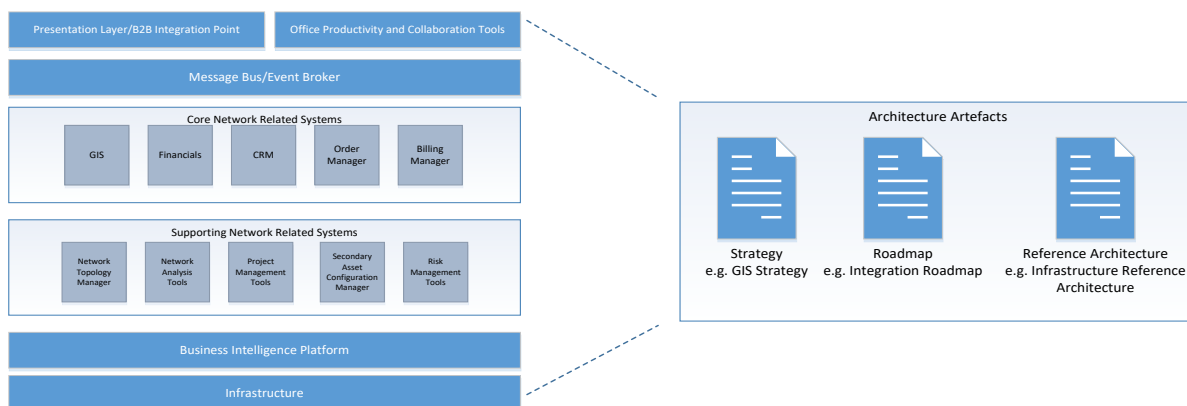 Presentation Layer/B2B Integration Point
Office Productivity and Collaboration Tools
Message Bus/Event Broker
Core Network Related Systems
GIS
Financials
CRM
Order
Manager
Billing
Manager
Supporting Network Related Systems
Network
Topology
Manager
Network
Analysis
Tools
Project
Management
Tools
Secondary
Asset
Configuration
Manager
Risk
Management
Tools
Business Intelligence Platform
Infrastructure
Architecture Artefacts
Strategy
e.g. GIS Strategy
Roadmap
e.g. Integration Roadmap
Reference Architecture
e.g. Infrastructure Reference
Architecture